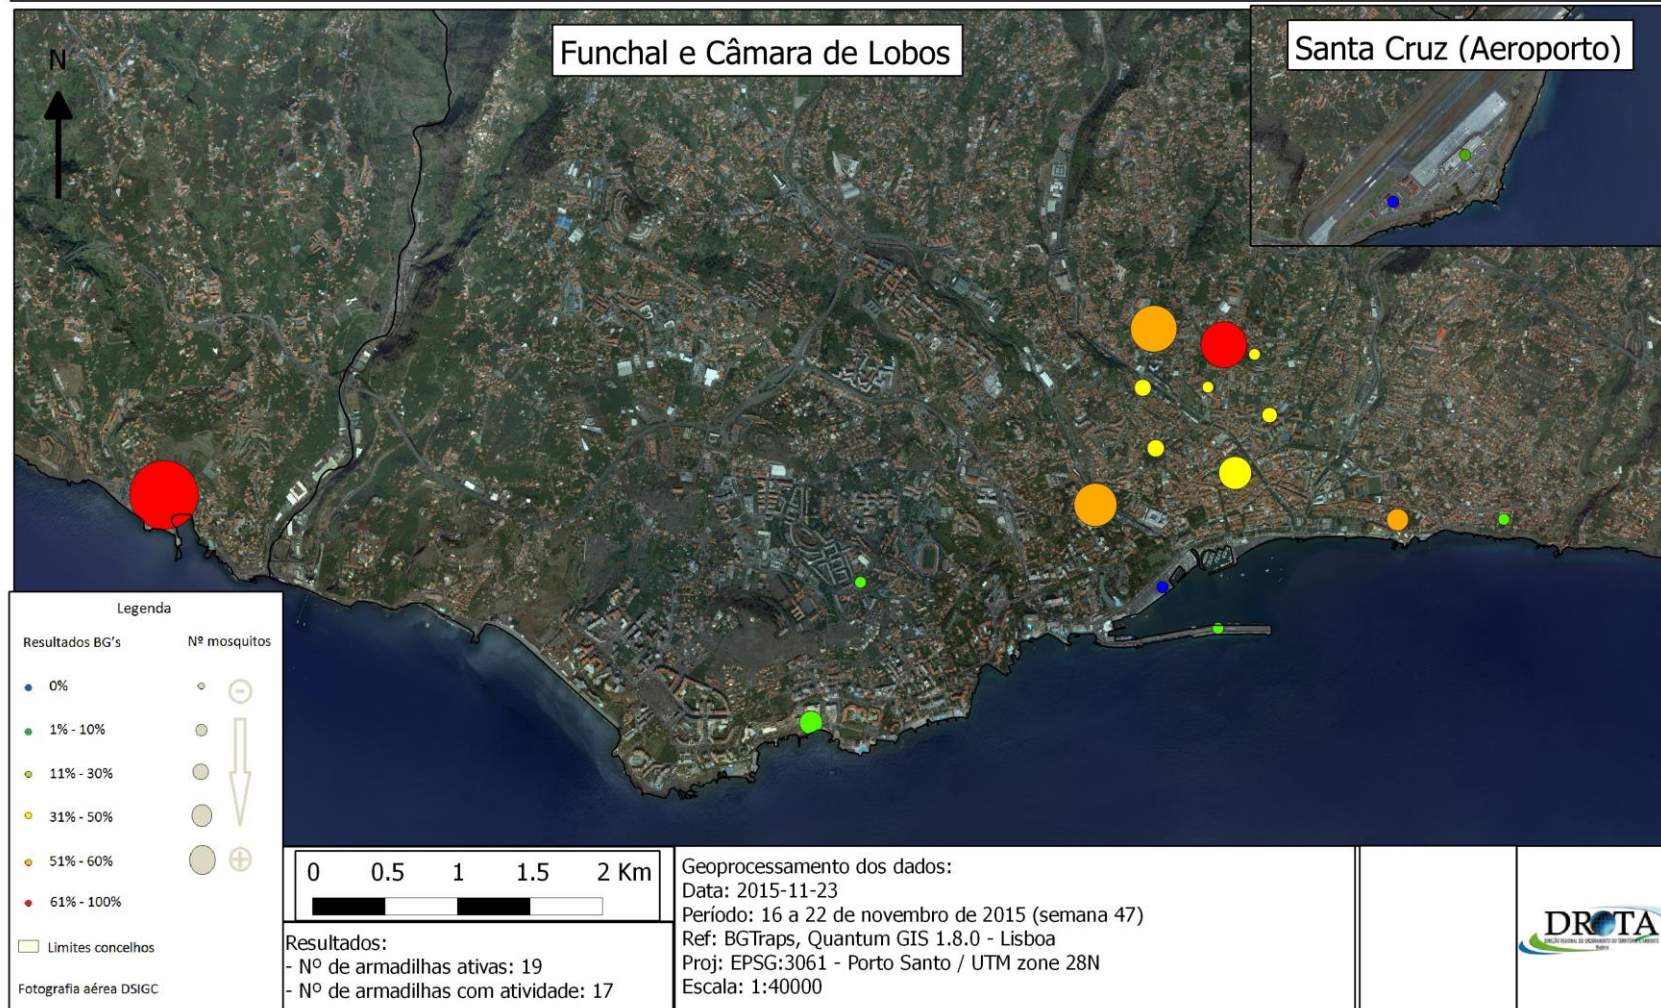 Funchal e Câmara de Lobos
Santa Cruz (Aeroporto)
N
Legenda
Resultados BG's
Nº mosquitos
0%
1% - 10%
11% - 30%
31% - 50%
51% - 60%
61% - 100%
Limites concelhos
Fotografia aérea DSIGC
0 0.5 1 1.5 2 Km
Resultados:
- Nº de armadilhas ativas: 19
- Nº de armadilhas com atividade: 17
Geoprocessamento dos dados:
Data: 2015-11-23
Período: 16 a 22 de novembro de 2015 (semana 47)
Ref: BGTraps, Quantum GIS 1.8.0 - Lisboa
Proj: EPSG:3061 - Porto Santo / UTM zone 28N
Escala: 1:40000
DROTA